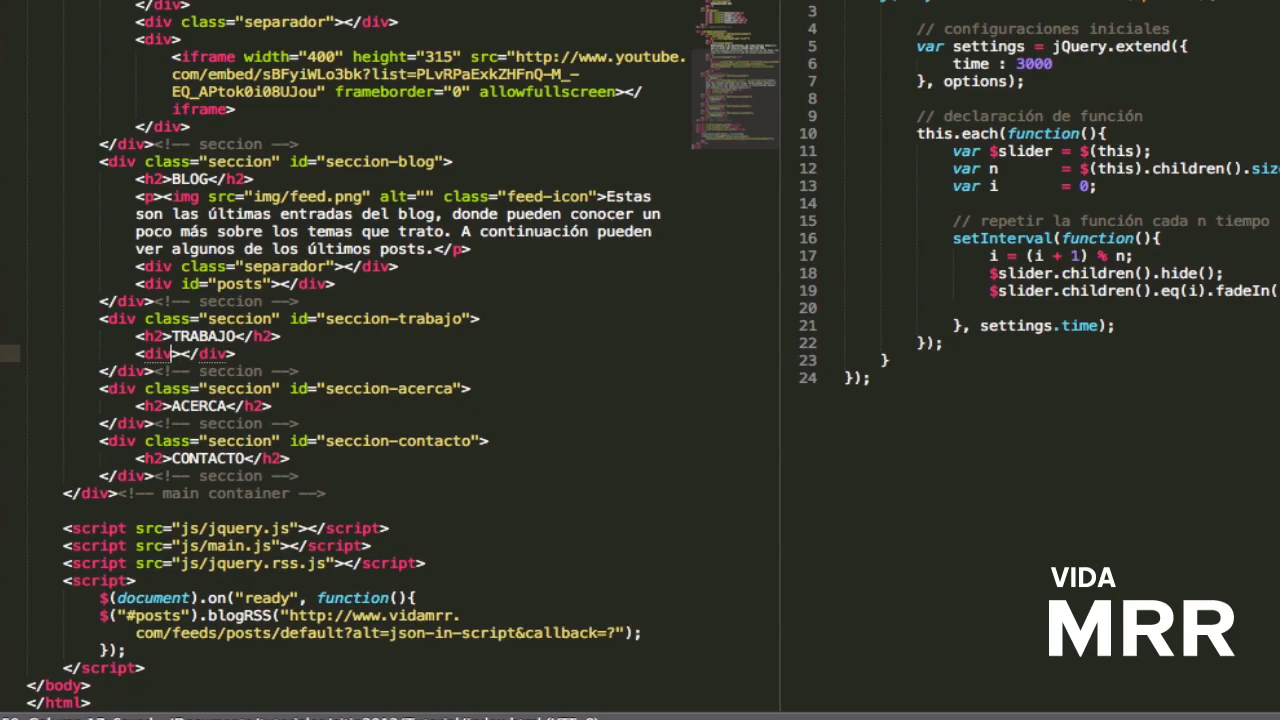 </div>
<div class="separador"></div>
<div>
<iframe width="400" height="315" src="http://www.youtube.
com/embed/sBFyiWLo3bk?list=PLvRPaExkZHFnQ-M_-
EQ_APtok0i08UJou" frameborder="0" allowfullscreen></
iframe>
</div>
</div><!-- seccion -->
<div class="seccion" id="seccion-blog">
<h2>BLOG</h2>
<p><img src="img/feed.png" alt="" class="feed-icon">Estas
son las últimas entradas del blog, donde pueden conocer un
poco más sobre los temas que trato. A continuación pueden
ver algunos de los últimos posts.</p>
<div class="separador"></div>
<div id="posts"></div>
</div><!-- seccion -->
<div class="seccion" id="seccion-trabajo">
<h2>TRABAJO</h2>
<div></div>
</div><!-- seccion -->
<div class="seccion" id="seccion-acerca">
<h2>ACERCA</h2>
</div><!-- seccion -->
<div class="seccion" id="seccion-contacto">
<h2>CONTACTO</h2>
</div><!-- seccion -->
</div><!-- main container -->
<script src="js/jquery.js"></script>
<script src="js/main.js"></script>
<script src="js/jquery.rss.js"></script>
<script>
$(document).on("ready", function(){
$("#posts").blogRSS("http://www.vidamrr.
com/feeds/posts/default?alt=json-in-script&callback=?");
});
</script>
</body>
</html>
3
4 // configuraciones iniciales
5 var settings = jQuery.extend({
6 time : 3000
7 }, options);
8
9 // declaración de función
10 this.each(function(){
11 var $slider = $(this);
12 var n = $(this).children().size
13 var i = 0;
14
15 // repetir la función cada n tiempo
16 setInterval(function(){
17 i = (i + 1) % n;
18 $slider.children().hide();
19 $slider.children().eq(i).fadeIn(
20
21 }, settings.time);
22 });
23 }
24 });
VIDA
MRR